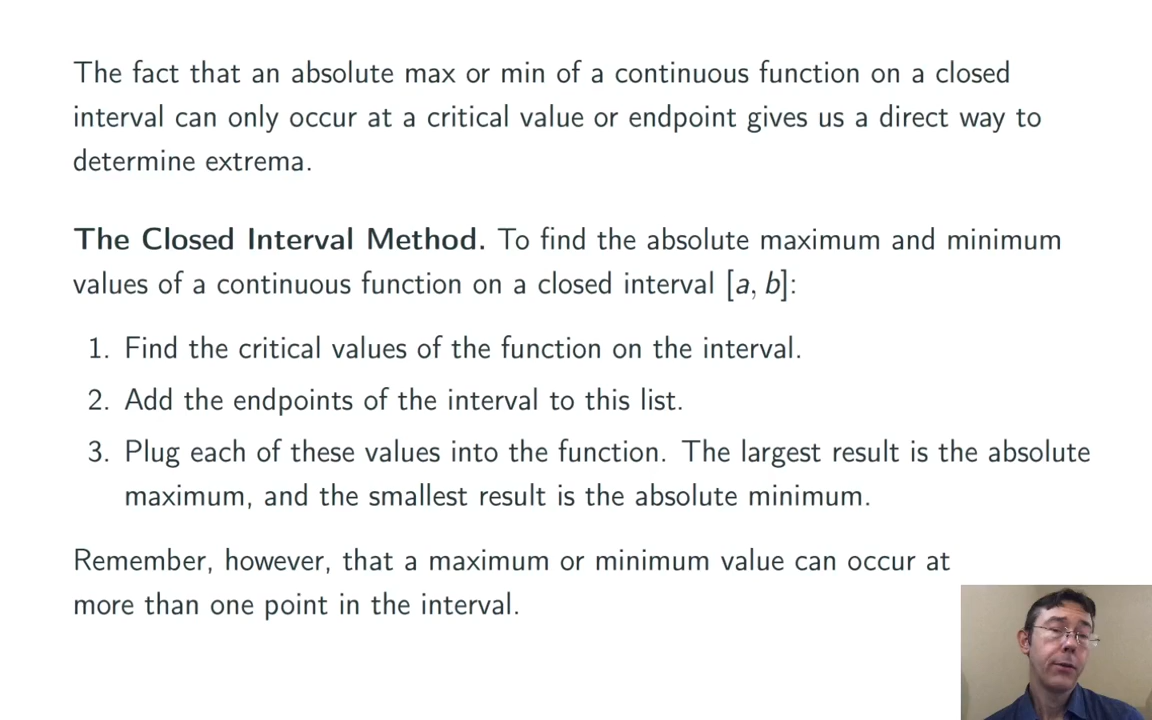 The fact that an absolute max or min of a continuous function on a closed
interval can only occur at a critical value or endpoint gives us a direct way to
determine extrema.
The Closed Interval Method. To find the absolute maximum and minimum
values of a continuous function on a closed interval [a, b]:
1. Find the critical values of the function on the interval.
2. Add the endpoints of the interval to this list.
3. Plug each of these values into the function. The largest result is the absolute
maximum, and the smallest result is the absolute minimum.
Remember, however, that a maximum or minimum value can occur at
more than one point in the interval.